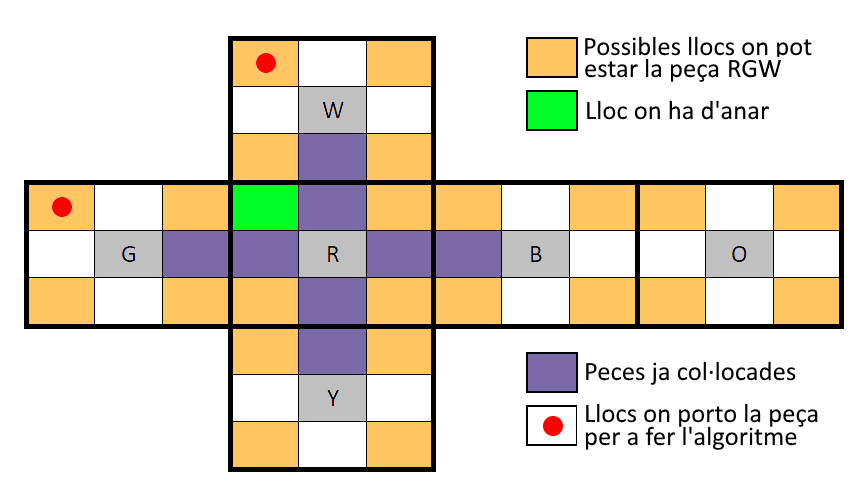 Possibles llocs on pot
estar la peça RGW
Lloc on ha d'anar
W
G
R
B
O
Y
Peces ja col·locades
Llocs on porto la peça
per a fer l'algoritme